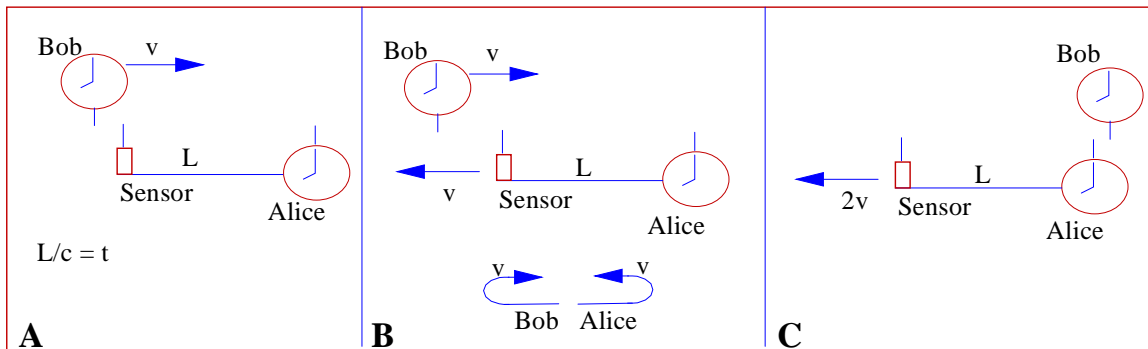 Bob
v
L
Sensor
Alice
L/c = t
A
Bob
v
L
v
Sensor
Alice
v
v
Bob Alice
B
Bob
L
2v
Sensor
Alice
C